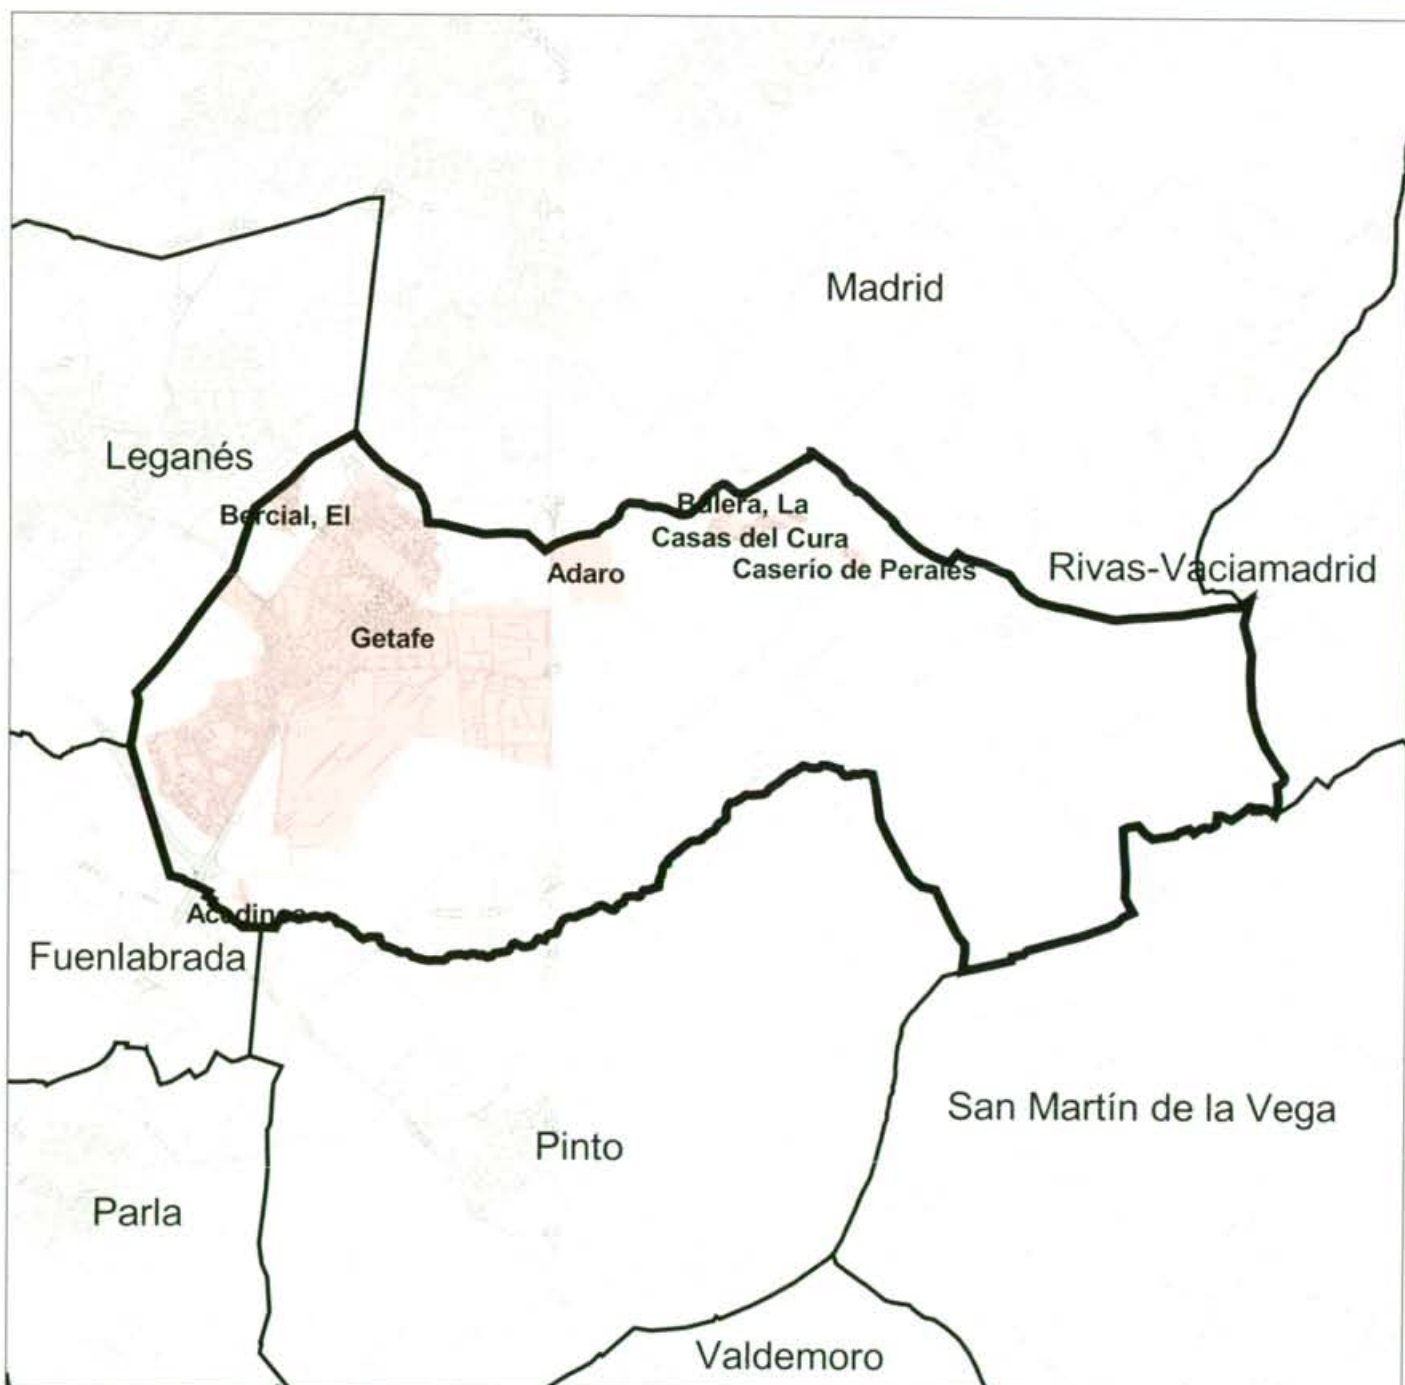 Madrid
Leganés
Bercial, El
Bulera, La
Casas del Cura
Caserío de Perales
Adaro
Rivas-Vaciamadrid
Getafe
Acedinos
Fuenlabrada
San Martín de la Vega
Pinto
Parla
Valdemoro